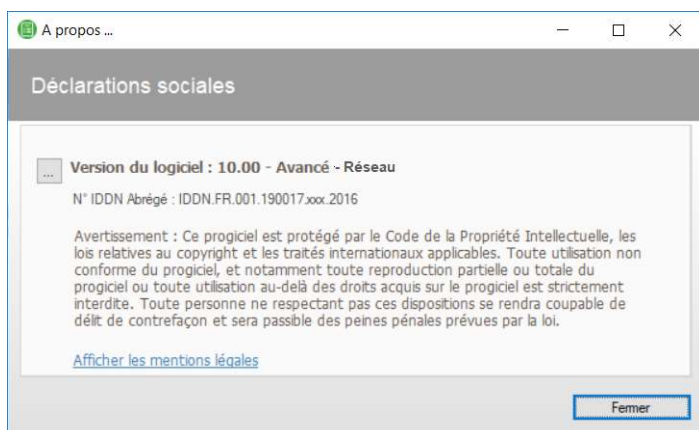 A propos ...
Déclarations sociales
... Version du logiciel : 10.00 - Avancé - Réseau
N° IDDN Abrégé : IDDN.FR.001.190017.xxx.2016
Avertissement : Ce progiciel est protégé par le Code de la Propriété Intellectuelle, les
lois relatives au copyright et les traités internationaux applicables. Toute utilisation non
conforme du progiciel, et notamment toute reproduction partielle ou totale du
progiciel ou toute utilisation au-delà des droits acquis sur le progiciel est strictement
interdite. Toute personne ne respectant pas ces dispositions se rendra coupable de
délit de contrefaçon et sera passible des peines pénales prévues par la loi.
Afficher les mentions légales
Fermer